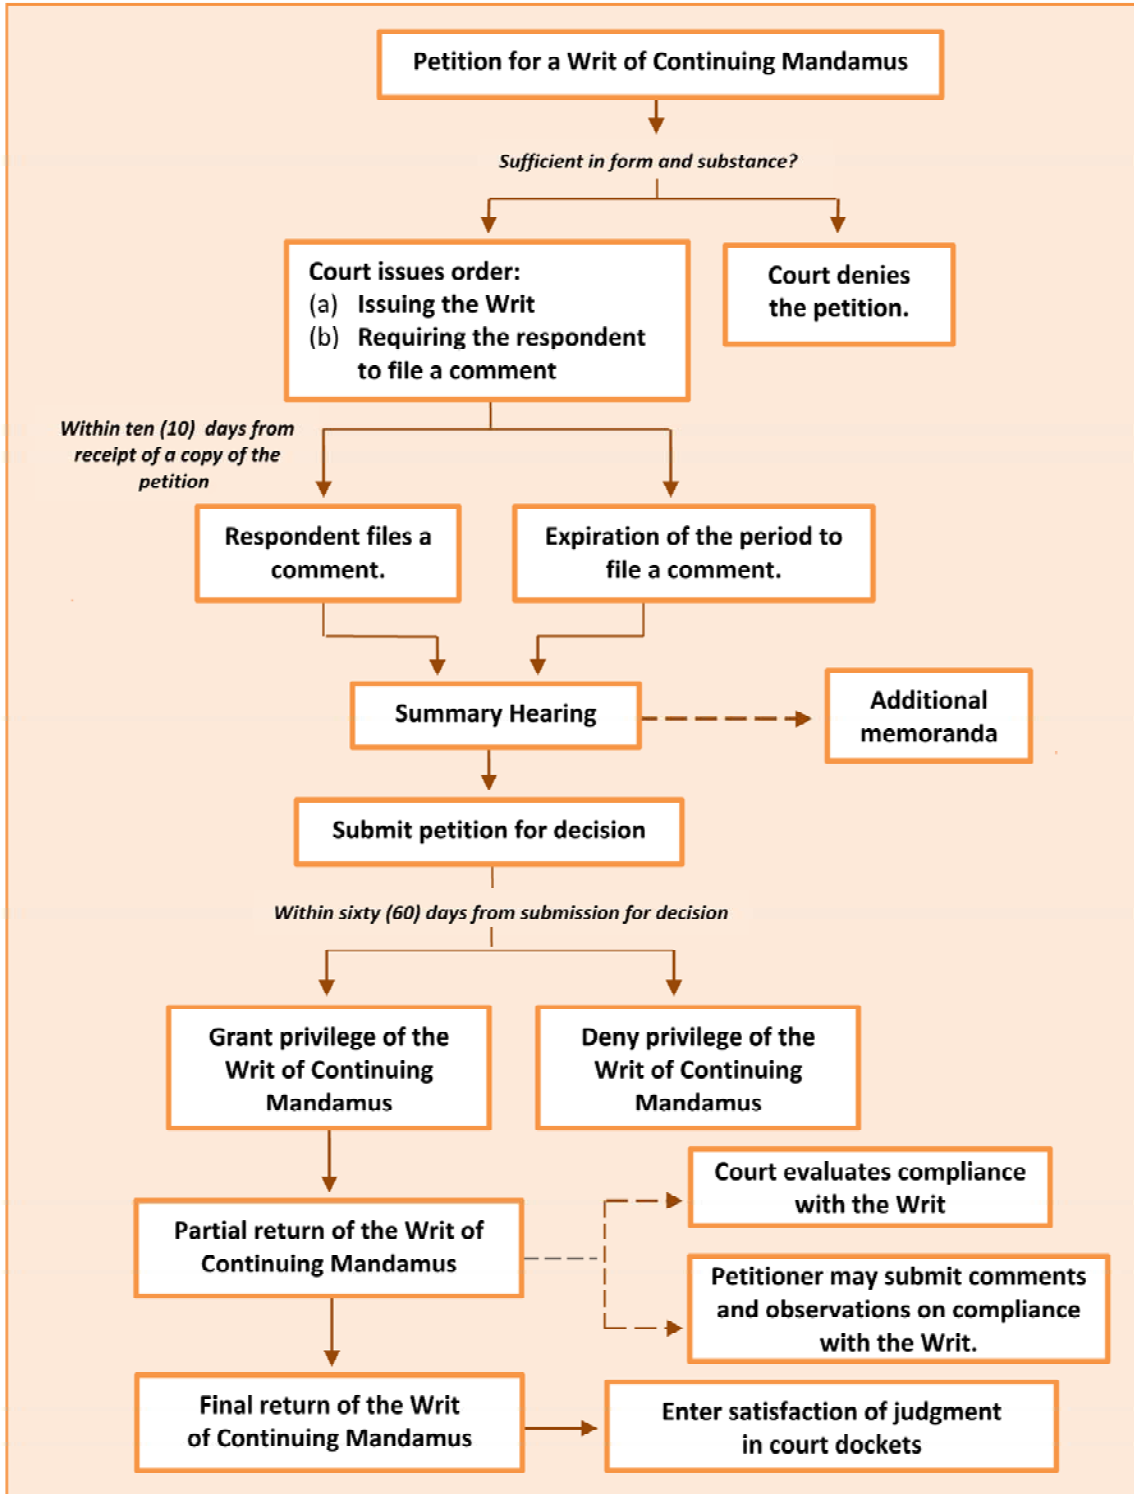 Petition for a Writ of Continuing Mandamus
Sufficient in form and substance?
Court issues order:
(a) Issuing the Writ
(b) Requiring the respondent
to file a comment
Court denies
the petition.
Within ten (10) days from
receipt of a copy of the
petition
Respondent files a
comment.
Expiration of the period to
file a comment.
Summary Hearing
Additional
memoranda
Submit petition for decision
Within sixty (60) days from submission for decision
Grant privilege of the
Writ of Continuing
Mandamus
Deny privilege of the
Writ of Continuing
Mandamus
Court evaluates compliance
with the Writ
Partial return of the Writ of
Continuing Mandamus
Petitioner may submit comments
and observations on compliance
with the Writ.
Final return of the Writ
of Continuing Mandamus
Enter satisfaction of judgment
in court dockets